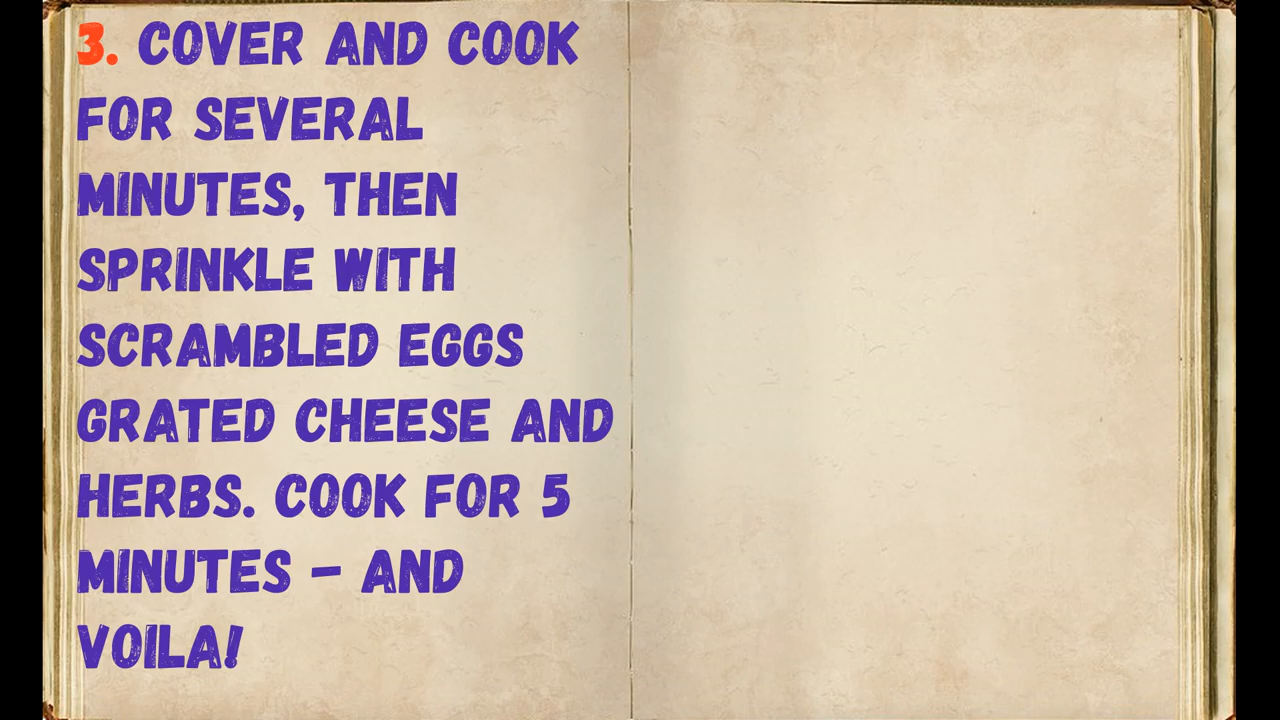 3. COVER AND COOK
FOR SEVERAL
MINUTES, THEN
SPRINKLE WITH
SCRAMBLED EGGS
GRATED CHEESE AND
HERBS. COOK FOR 5
MINUTES – AND
VOILA!